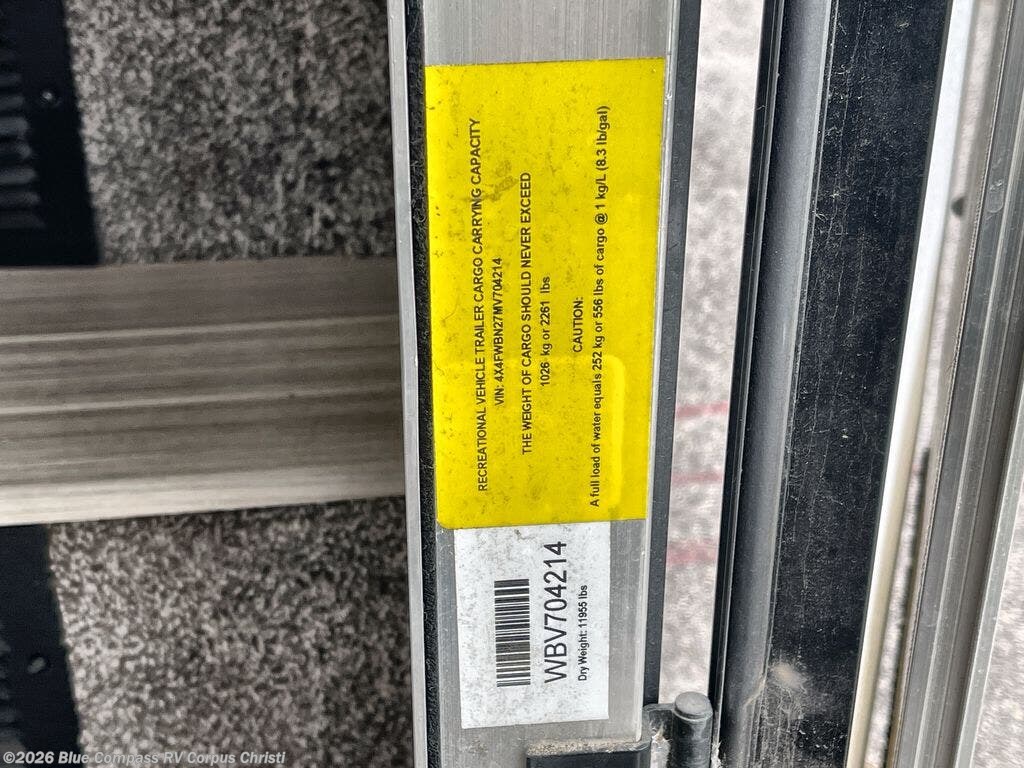 RECREATIONAL VEHICLE TRAILER CARGO CARRYING CAPACITY
VIN: 4X4FWBN27MV704214
THE WEIGHT OF CARGO SHOULD NEVER EXCEED
1026 kg or 2261 lbs
CAUTION:
A full load of water equals 252 kg or 556 lbs of cargo @ 1 kg/L (8.3 lb/gal)
WBV704214
Dry Weight: 11955 lbs
©2026 Blue Compass RV Corpus Christi